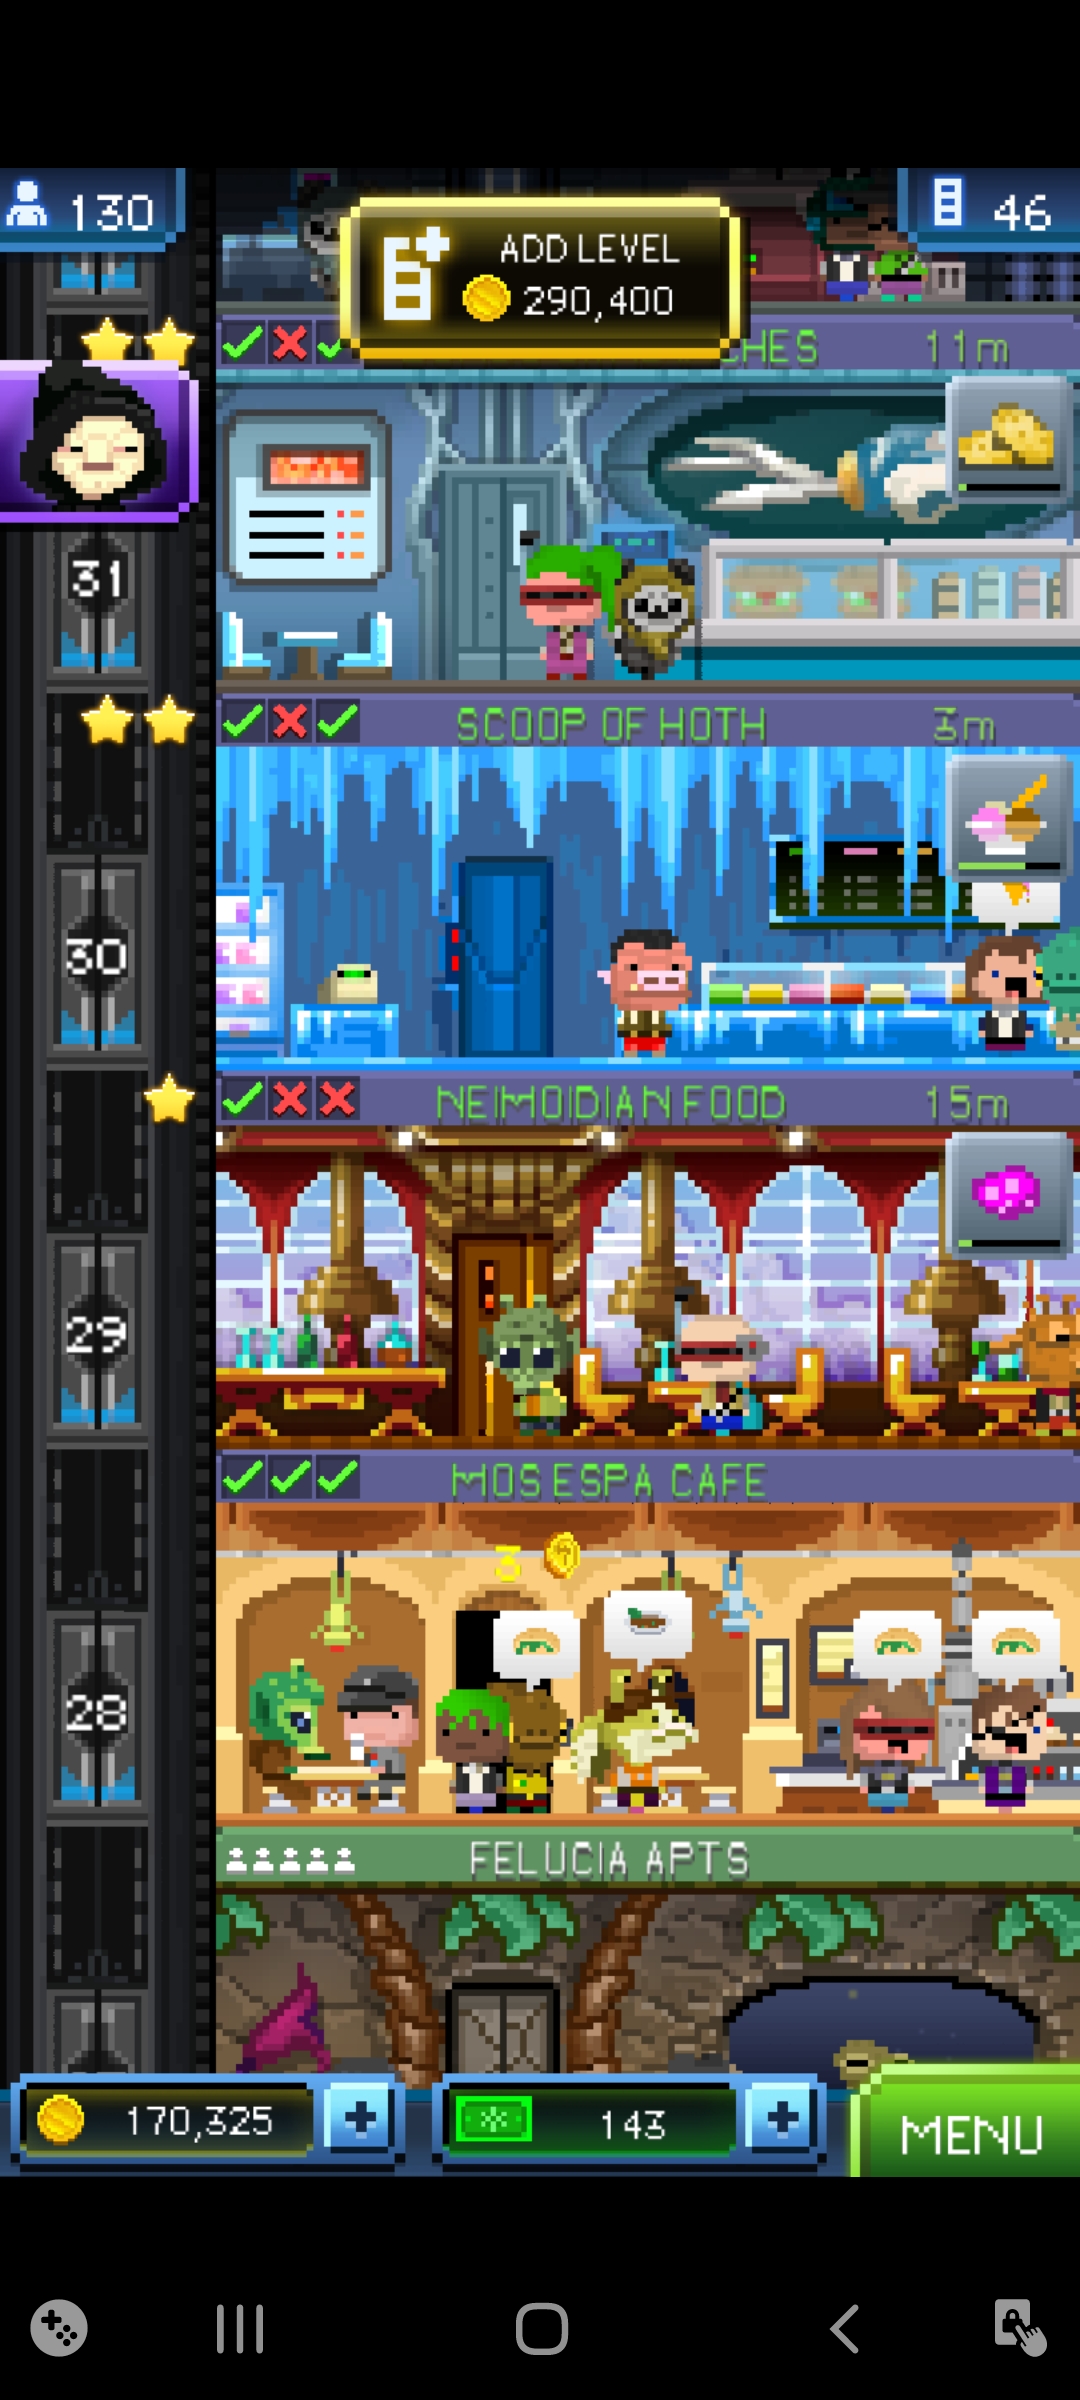 130
ADD LEVEL
290,400
46
CHES 11m
31
SCOOP OF HOTH 3m
30
NEIMOIDIAN FOOD 15m
29
MOS ESPA CAFE
3
28
FELUCIA APTS
170,325 +
143 +
MENU